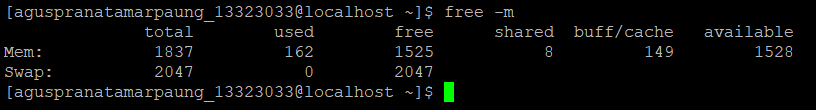 [aguspranatamarpaung_13323033@localhost ~]$ free -m
              total        used        free      shared  buff/cache   available
Mem:           1837         162        1525           8         149        1528
Swap:          2047           0        2047
[aguspranatamarpaung_13323033@localhost ~]$